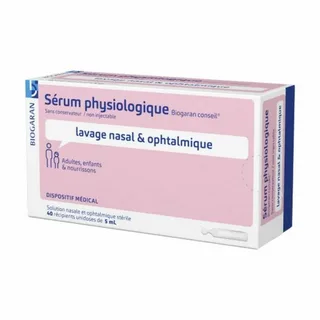 BIOGARAN
Sérum physiologique Biogaran conseil®
Sans conservateur / non injectable
lavage nasal & ophtalmique
Adultes, enfants
& nourrissons
DISPOSITIF MÉDICAL
Solution nasale et ophtalmique stérile
40 récipients unidoses de 5 mL
Sérum physiologique
lavage nasal & ophtalmique